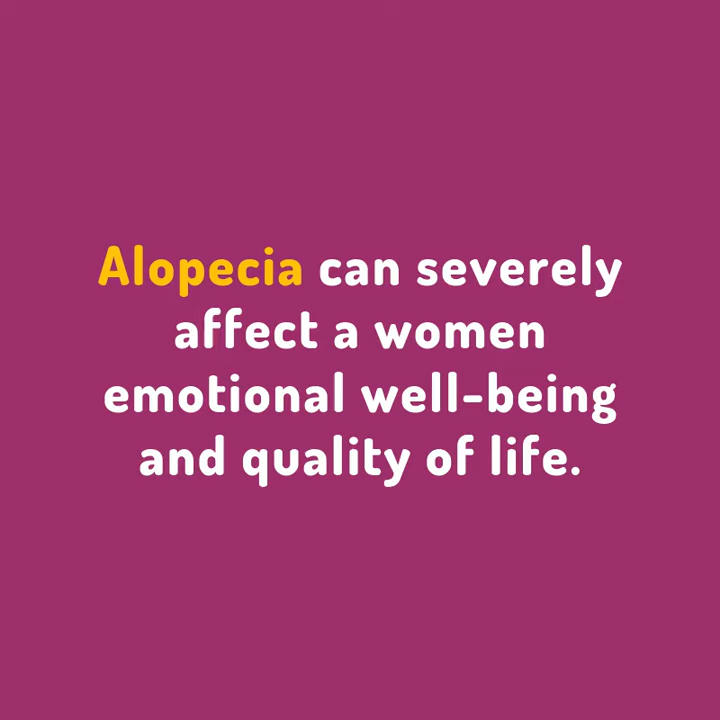 Alopecia can severely
affect a women
emotional well-being
and quality of life.